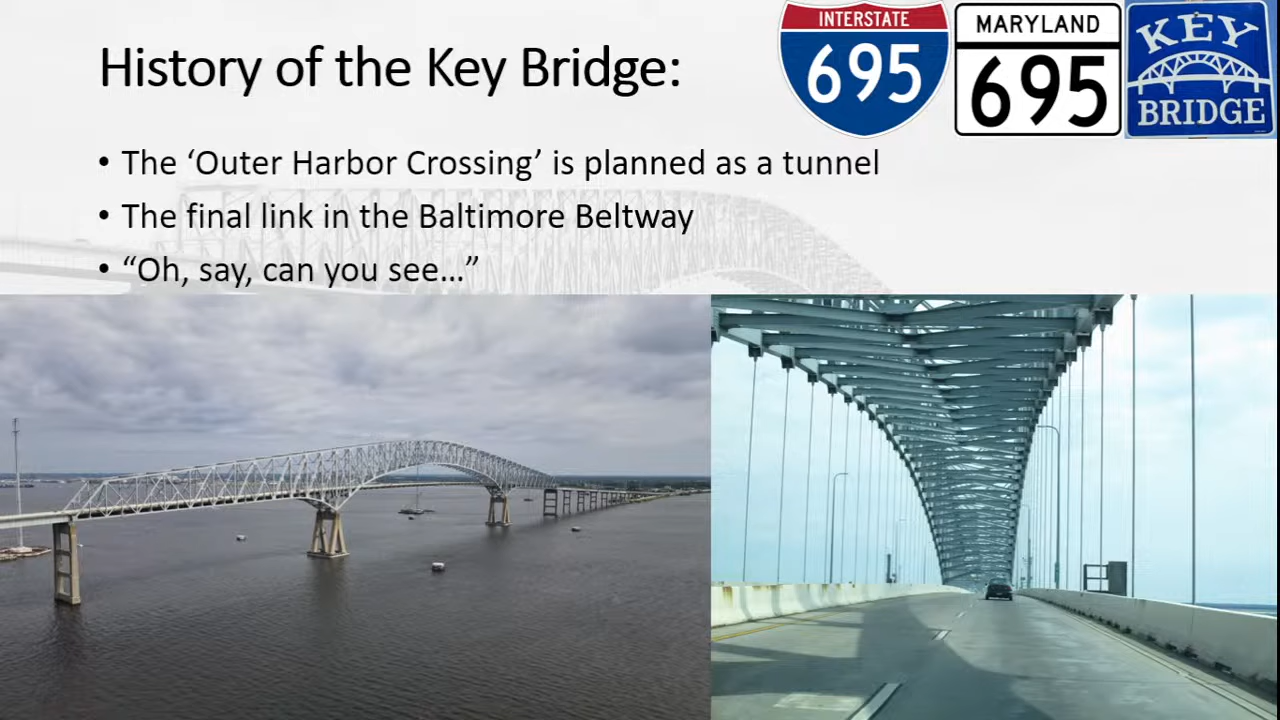 History of the Key Bridge:
INTERSTATE
695
MARYLAND
695
KEY
BRIDGE
• The ‘Outer Harbor Crossing’ is planned as a tunnel
• The final link in the Baltimore Beltway
• “Oh, say, can you see…”